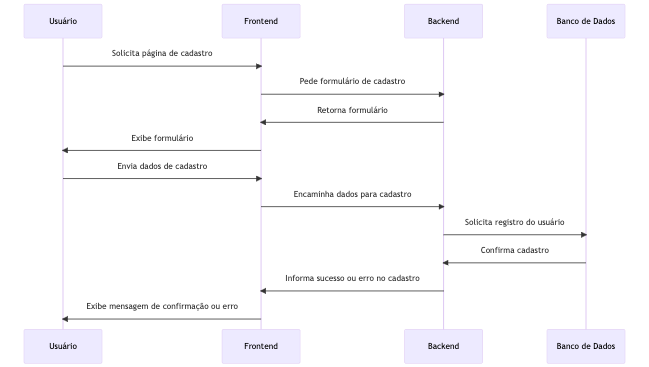 Usuário
Frontend
Backend
Banco de Dados
Solicita página de cadastro
Pede formulário de cadastro
Retorna formulário
Exibe formulário
Envia dados de cadastro
Encaminha dados para cadastro
Solicita registro do usuário
Confirma cadastro
Informa sucesso ou erro no cadastro
Exibe mensagem de confirmação ou erro
Usuário
Frontend
Backend
Banco de Dados